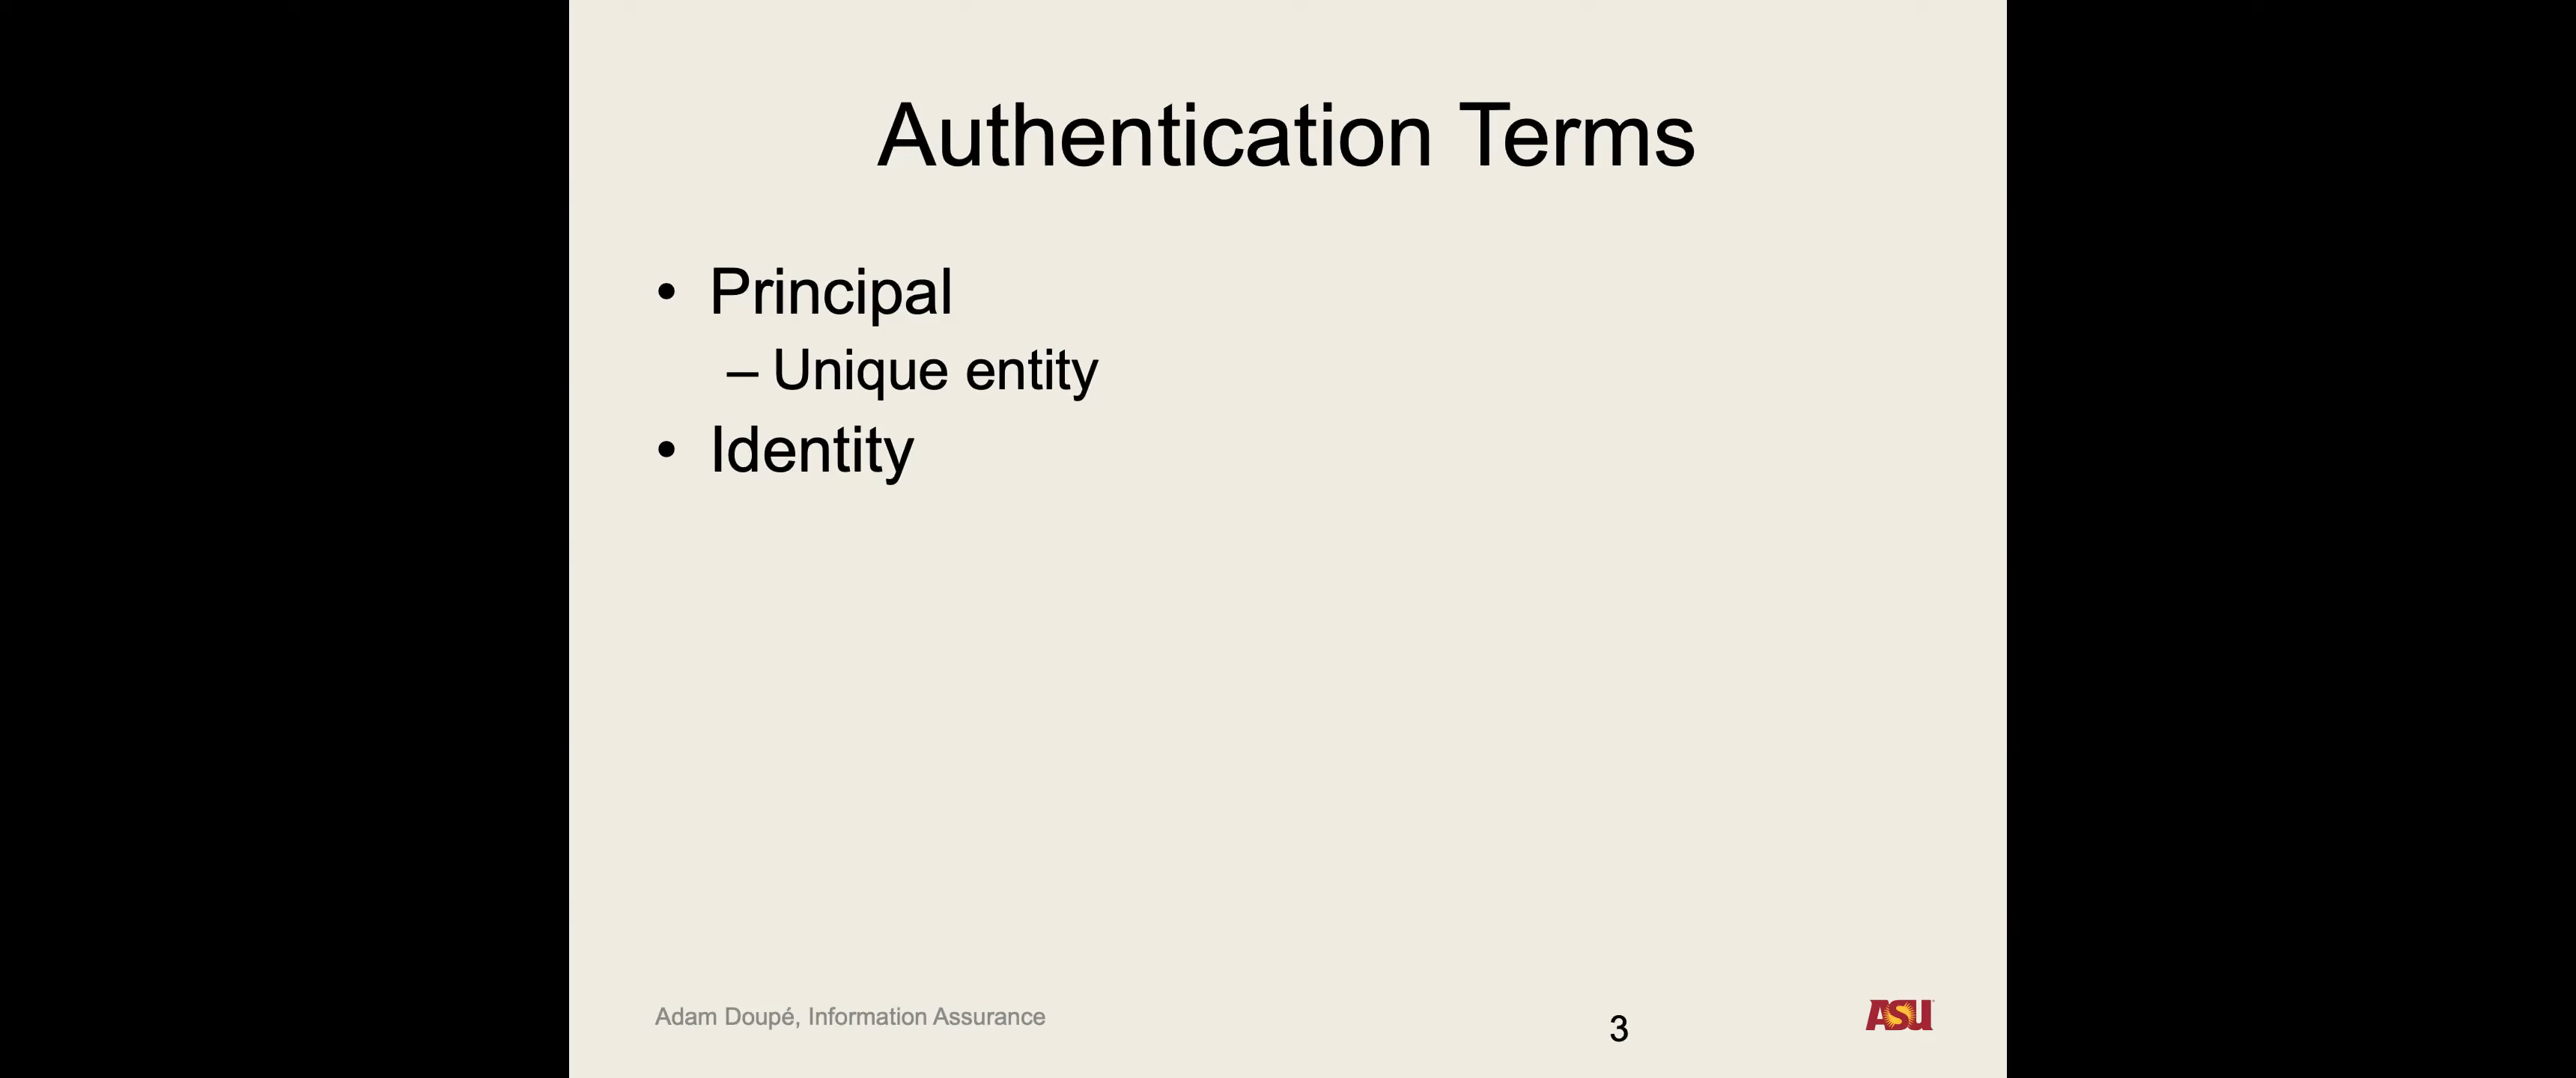 Authentication Terms
• Principal
– Unique entity
• Identity
Adam Doupé, Information Assurance
3
ASU